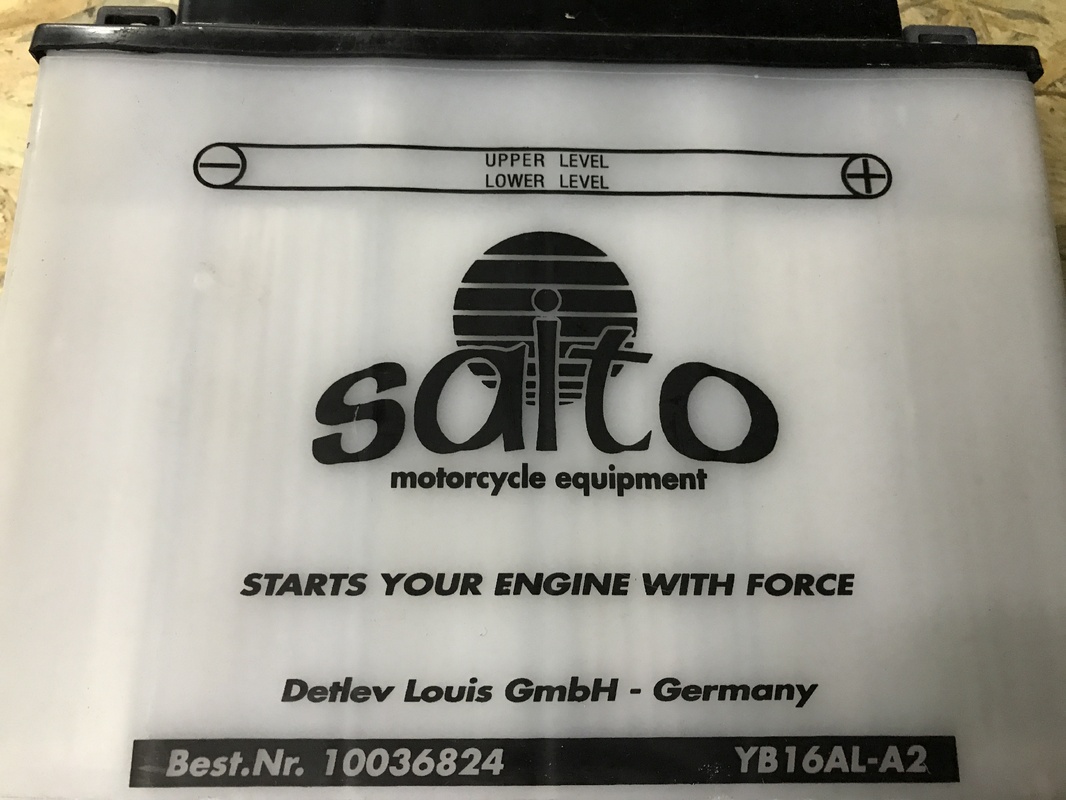 UPPER LEVEL
LOWER LEVEL
saito
motorcycle equipment
STARTS YOUR ENGINE WITH FORCE
Detlev Louis GmbH - Germany
Best.Nr. 10036824 YB16AL-A2